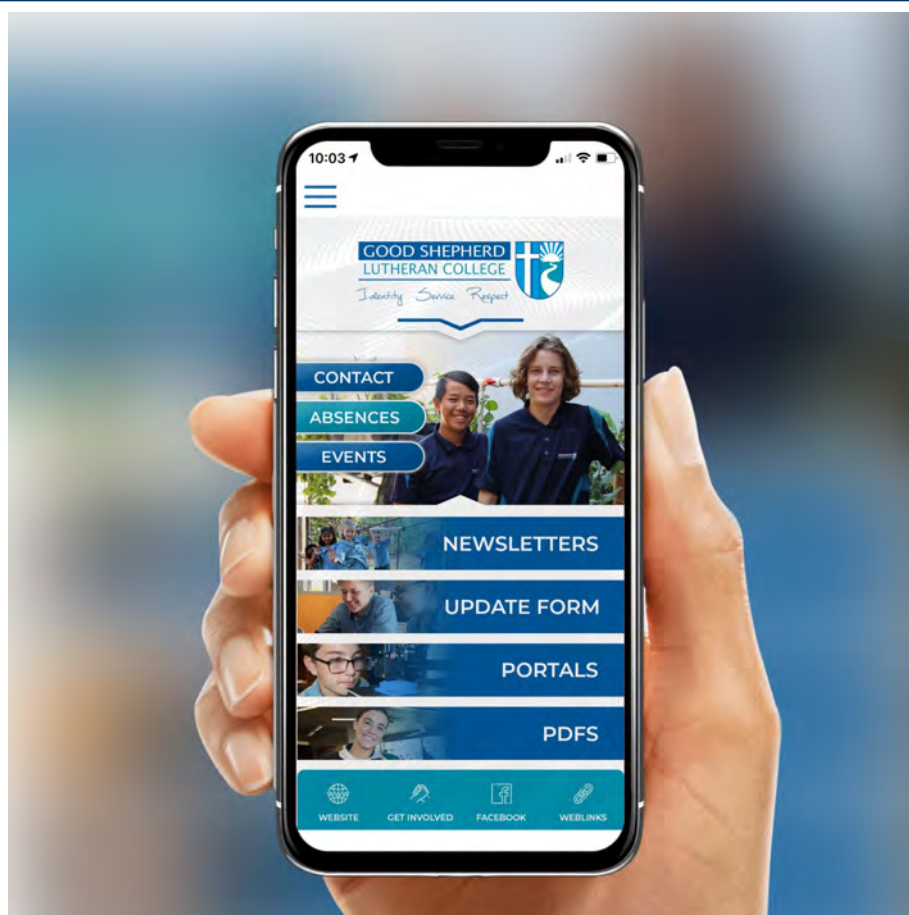 10:03
GOOD SHEPHERD
LUTHERAN COLLEGE
Identity Service Respect
CONTACT
ABSENCES
EVENTS
NEWSLETTERS
UPDATE FORM
PORTALS
PDFS
WEBSITE GET INVOLVED FACEBOOK WEBLINKS